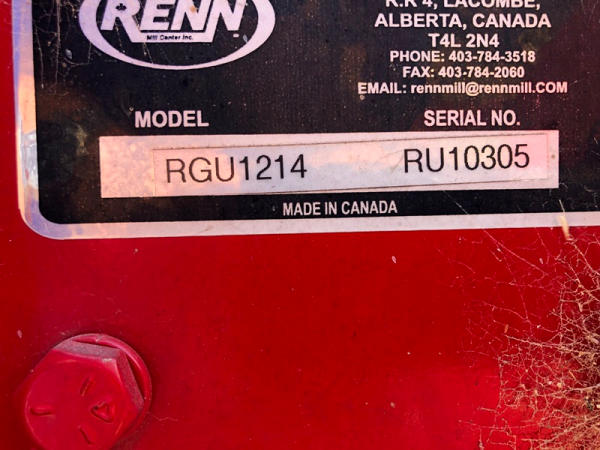 RENN
Mill Center Inc.
R.R 4, LACOMBE,
ALBERTA, CANADA
T4L 2N4
PHONE: 403-784-3518
FAX: 403-784-2060
EMAIL: rennmill@rennmill.com
MODEL SERIAL NO.
RGU1214 RU10305
MADE IN CANADA